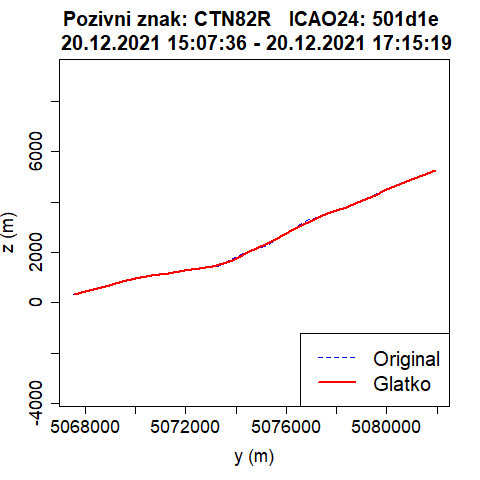 Pozivni znak: CTN82R   ICAO24: 501d1e
20.12.2021 15:07:36 - 20.12.2021 17:15:19
z (m)
6000
2000
0
-4000
5068000
5072000
5076000
5080000
y (m)
Original
Glatko